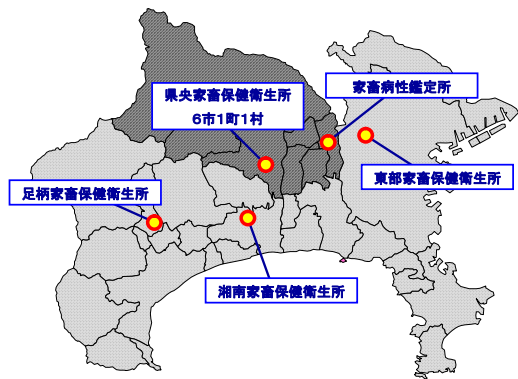 家畜病性鑑定所
県央家畜保健衛生所
6市1町1村
東部家畜保健衛生所
足柄家畜保健衛生所
湘南家畜保健衛生所